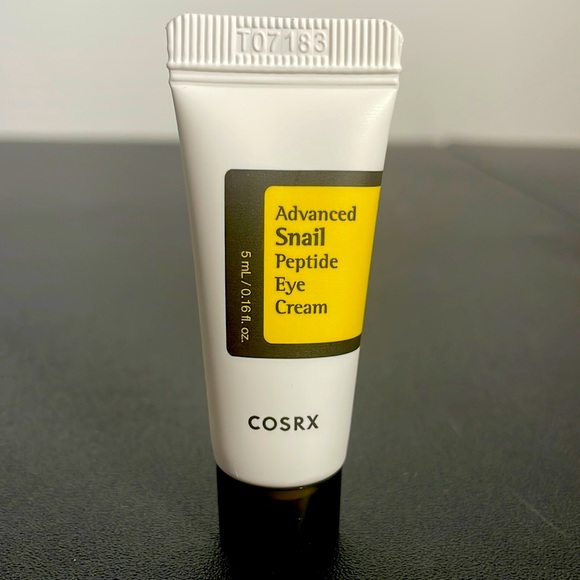 T07183
Advanced
Snail
Peptide
Eye
Cream
5 mL / 0.16 fl. oz.
COSRX